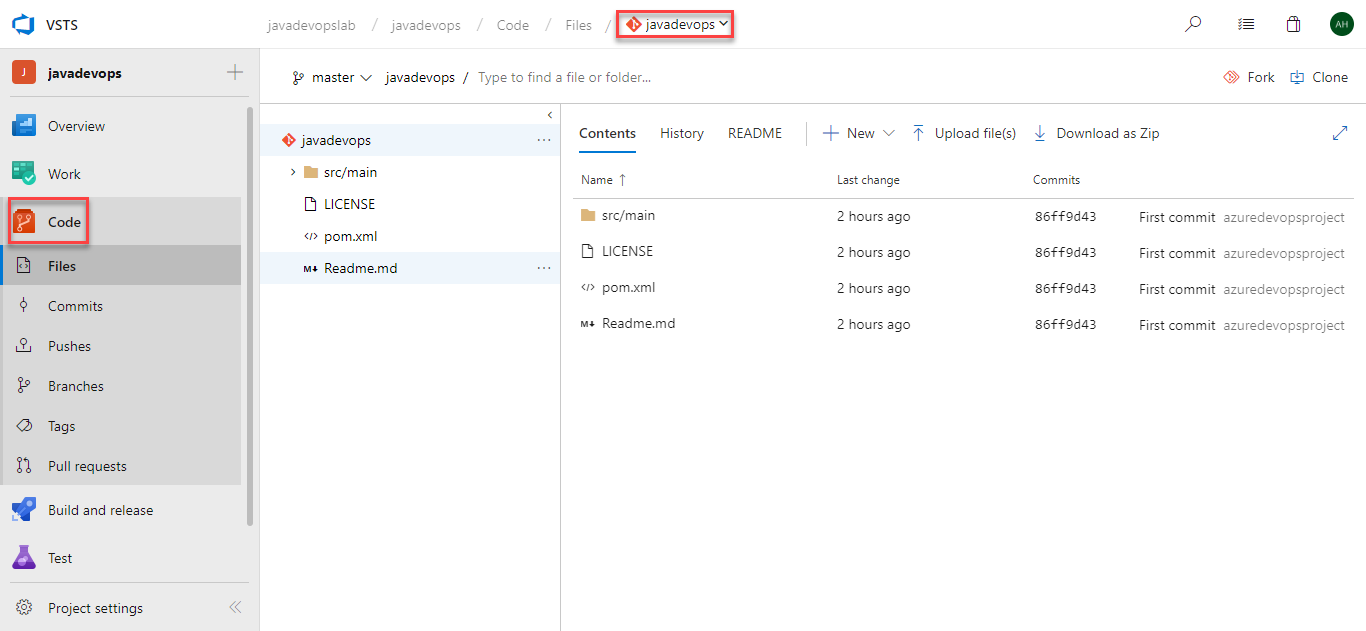 VSTS
javadevopslab / javadevops / Code / Files / javadevops
AH
J javadevops
Overview
Work
Code
Files
Commits
Pushes
Branches
Tags
Pull requests
Build and release
Test
Project settings
master javadevops / Type to find a file or folder...
Fork Clone
javadevops ...
src/main
LICENSE
</> pom.xml
M↓ Readme.md ...
Contents History README New Upload file(s) Download as Zip
Name ↑ Last change Commits
src/main 2 hours ago 86ff9d43 First commit azuredevopsproject
LICENSE 2 hours ago 86ff9d43 First commit azuredevopsproject
</> pom.xml 2 hours ago 86ff9d43 First commit azuredevopsproject
M↓ Readme.md 2 hours ago 86ff9d43 First commit azuredevopsproject